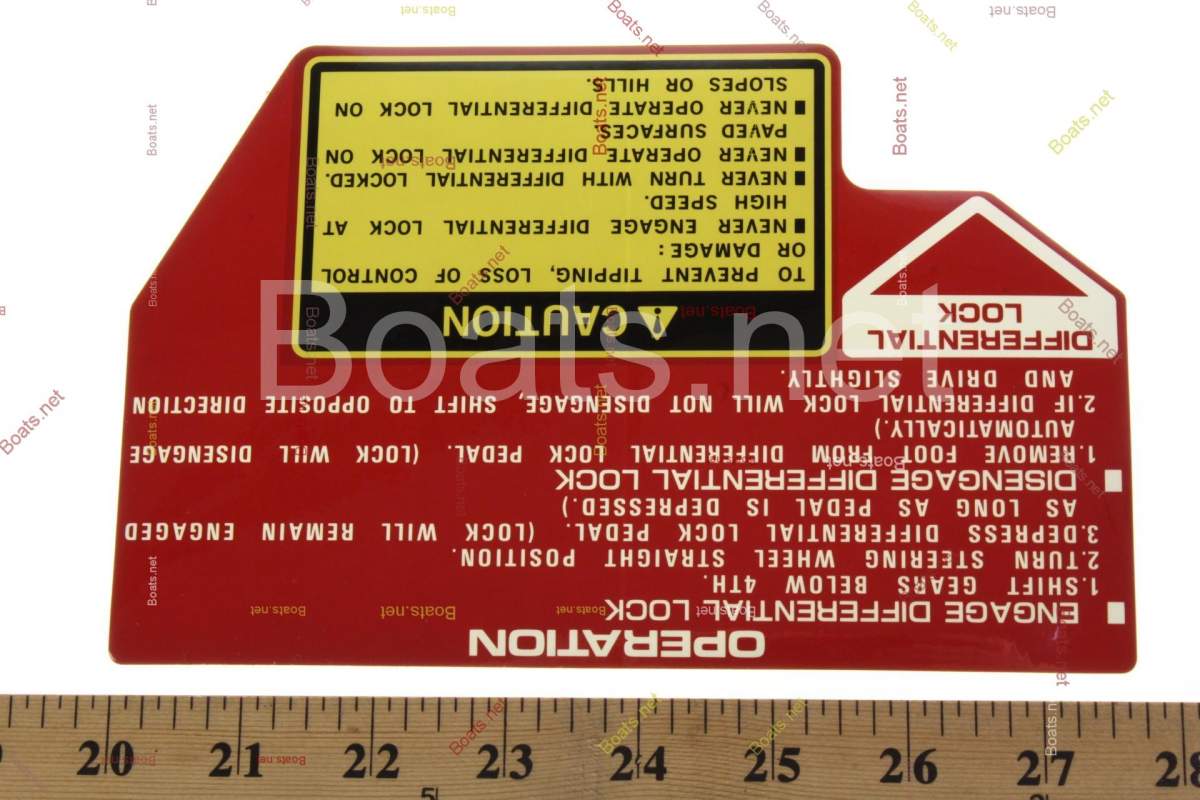 OPERATION
■ ENGAGE DIFFERENTIAL LOCK
1.SHIFT GEARS BELOW 4TH.
2.TURN STEERING WHEEL STRAIGHT POSITION.
3.DEPRESS DIFFERENTIAL LOCK PEDAL. (LOCK WILL REMAIN ENGAGED
AS LONG AS PEDAL IS DEPRESSED.)
■ DISENGAGE DIFFERENTIAL LOCK
1.REMOVE FOOT FROM DIFFERENTIAL LOCK PEDAL. (LOCK WILL DISENGAGE
AUTOMATICALLY.)
2.IF DIFFERENTIAL LOCK WILL NOT DISENGAGE, SHIFT TO OPPOSITE DIRECTION
AND DRIVE SLIGHTLY.
DIFFERENTIAL
LOCK
CAUTION
TO PREVENT TIPPING, LOSS OF CONTROL
OR DAMAGE:
■ NEVER ENGAGE DIFFERENTIAL LOCK AT
HIGH SPEED.
■ NEVER TURN WITH DIFFERENTIAL LOCKED.
■ NEVER OPERATE DIFFERENTIAL LOCK ON
PAVED SURFACES.
■ NEVER OPERATE DIFFERENTIAL LOCK ON
SLOPES OR HILLS.
Boats.net
20 21 22 23 24 25 26 27 28
5